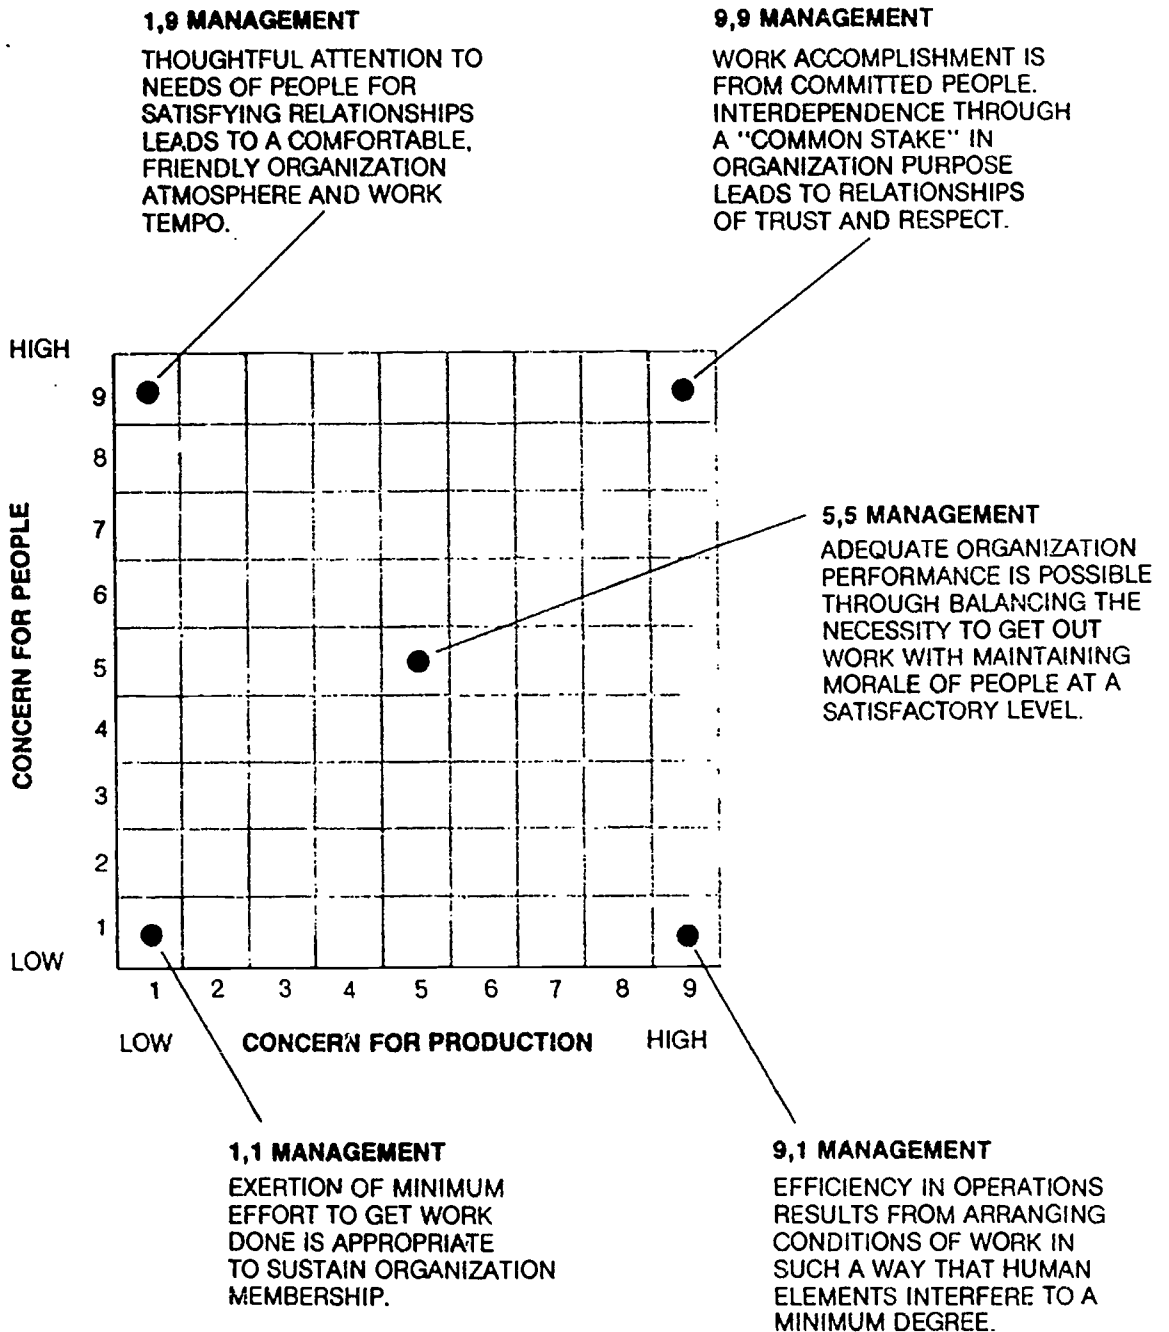 1,9 MANAGEMENT
THOUGHTFUL ATTENTION TO
NEEDS OF PEOPLE FOR
SATISFYING RELATIONSHIPS
LEADS TO A COMFORTABLE,
FRIENDLY ORGANIZATION
ATMOSPHERE AND WORK
TEMPO.
9,9 MANAGEMENT
WORK ACCOMPLISHMENT IS
FROM COMMITTED PEOPLE.
INTERDEPENDENCE THROUGH
A "COMMON STAKE" IN
ORGANIZATION PURPOSE
LEADS TO RELATIONSHIPS
OF TRUST AND RESPECT.
HIGH
9
8
7
6
5
4
3
2
1
LOW
CONCERN FOR PEOPLE
5,5 MANAGEMENT
ADEQUATE ORGANIZATION
PERFORMANCE IS POSSIBLE
THROUGH BALANCING THE
NECESSITY TO GET OUT
WORK WITH MAINTAINING
MORALE OF PEOPLE AT A
SATISFACTORY LEVEL.
1 2 3 4 5 6 7 8 9
LOW CONCERN FOR PRODUCTION HIGH
1,1 MANAGEMENT
EXERTION OF MINIMUM
EFFORT TO GET WORK
DONE IS APPROPRIATE
TO SUSTAIN ORGANIZATION
MEMBERSHIP.
9,1 MANAGEMENT
EFFICIENCY IN OPERATIONS
RESULTS FROM ARRANGING
CONDITIONS OF WORK IN
SUCH A WAY THAT HUMAN
ELEMENTS INTERFERE TO A
MINIMUM DEGREE.